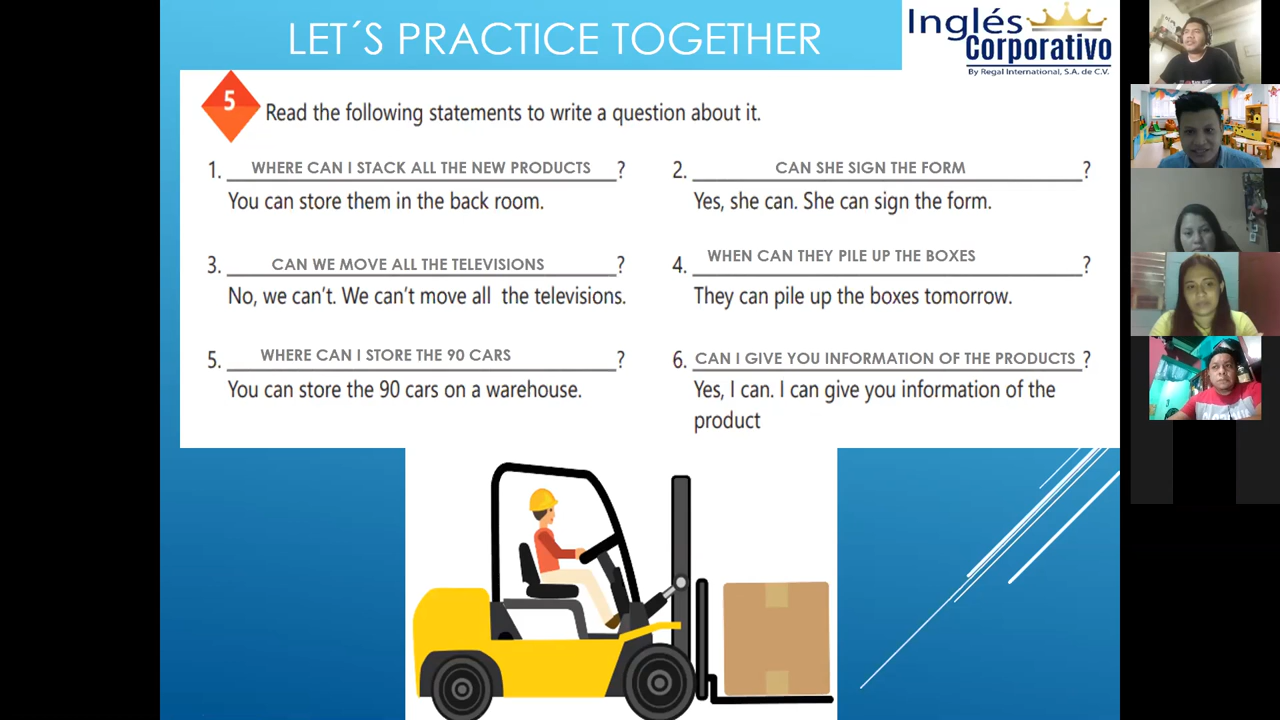 LET´S PRACTICE TOGETHER
Inglés
Corporativo
By Regal International, S.A. de C.V.
5
Read the following statements to write a question about it.
1. WHERE CAN I STACK ALL THE NEW PRODUCTS ?
You can store them in the back room.
2. CAN SHE SIGN THE FORM ?
Yes, she can. She can sign the form.
3. CAN WE MOVE ALL THE TELEVISIONS ?
No, we can't. We can't move all the televisions.
4. WHEN CAN THEY PILE UP THE BOXES ?
They can pile up the boxes tomorrow.
5. WHERE CAN I STORE THE 90 CARS ?
You can store the 90 cars on a warehouse.
6. CAN I GIVE YOU INFORMATION OF THE PRODUCTS ?
Yes, I can. I can give you information of the
product